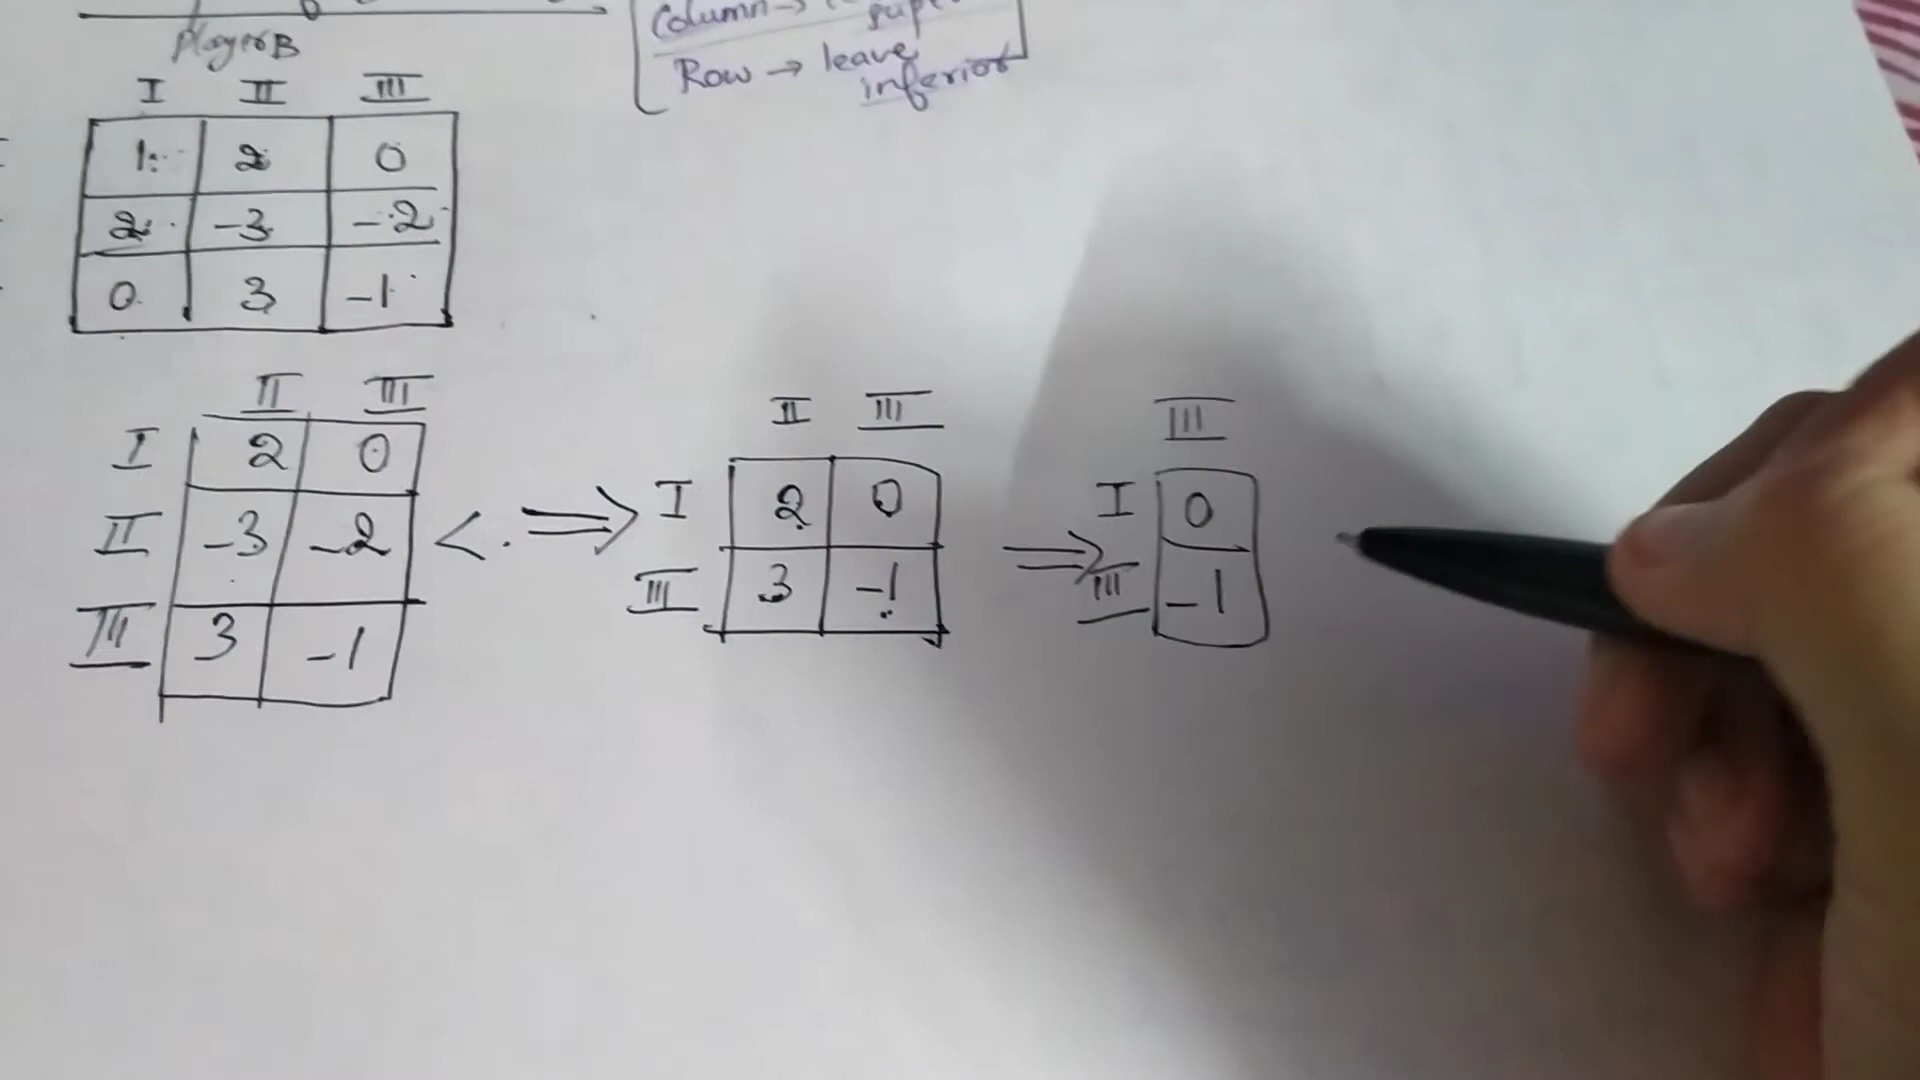 Column →
Row → leave
inferior
Player B
I II III
1 2 0
2 -3 -2
0 3 -1
II III
I 2 0
II -3 -2 < . ⇒
III 3 -1
II III
I 2 0
III 3 -1
⇒
III
I 0
III -1